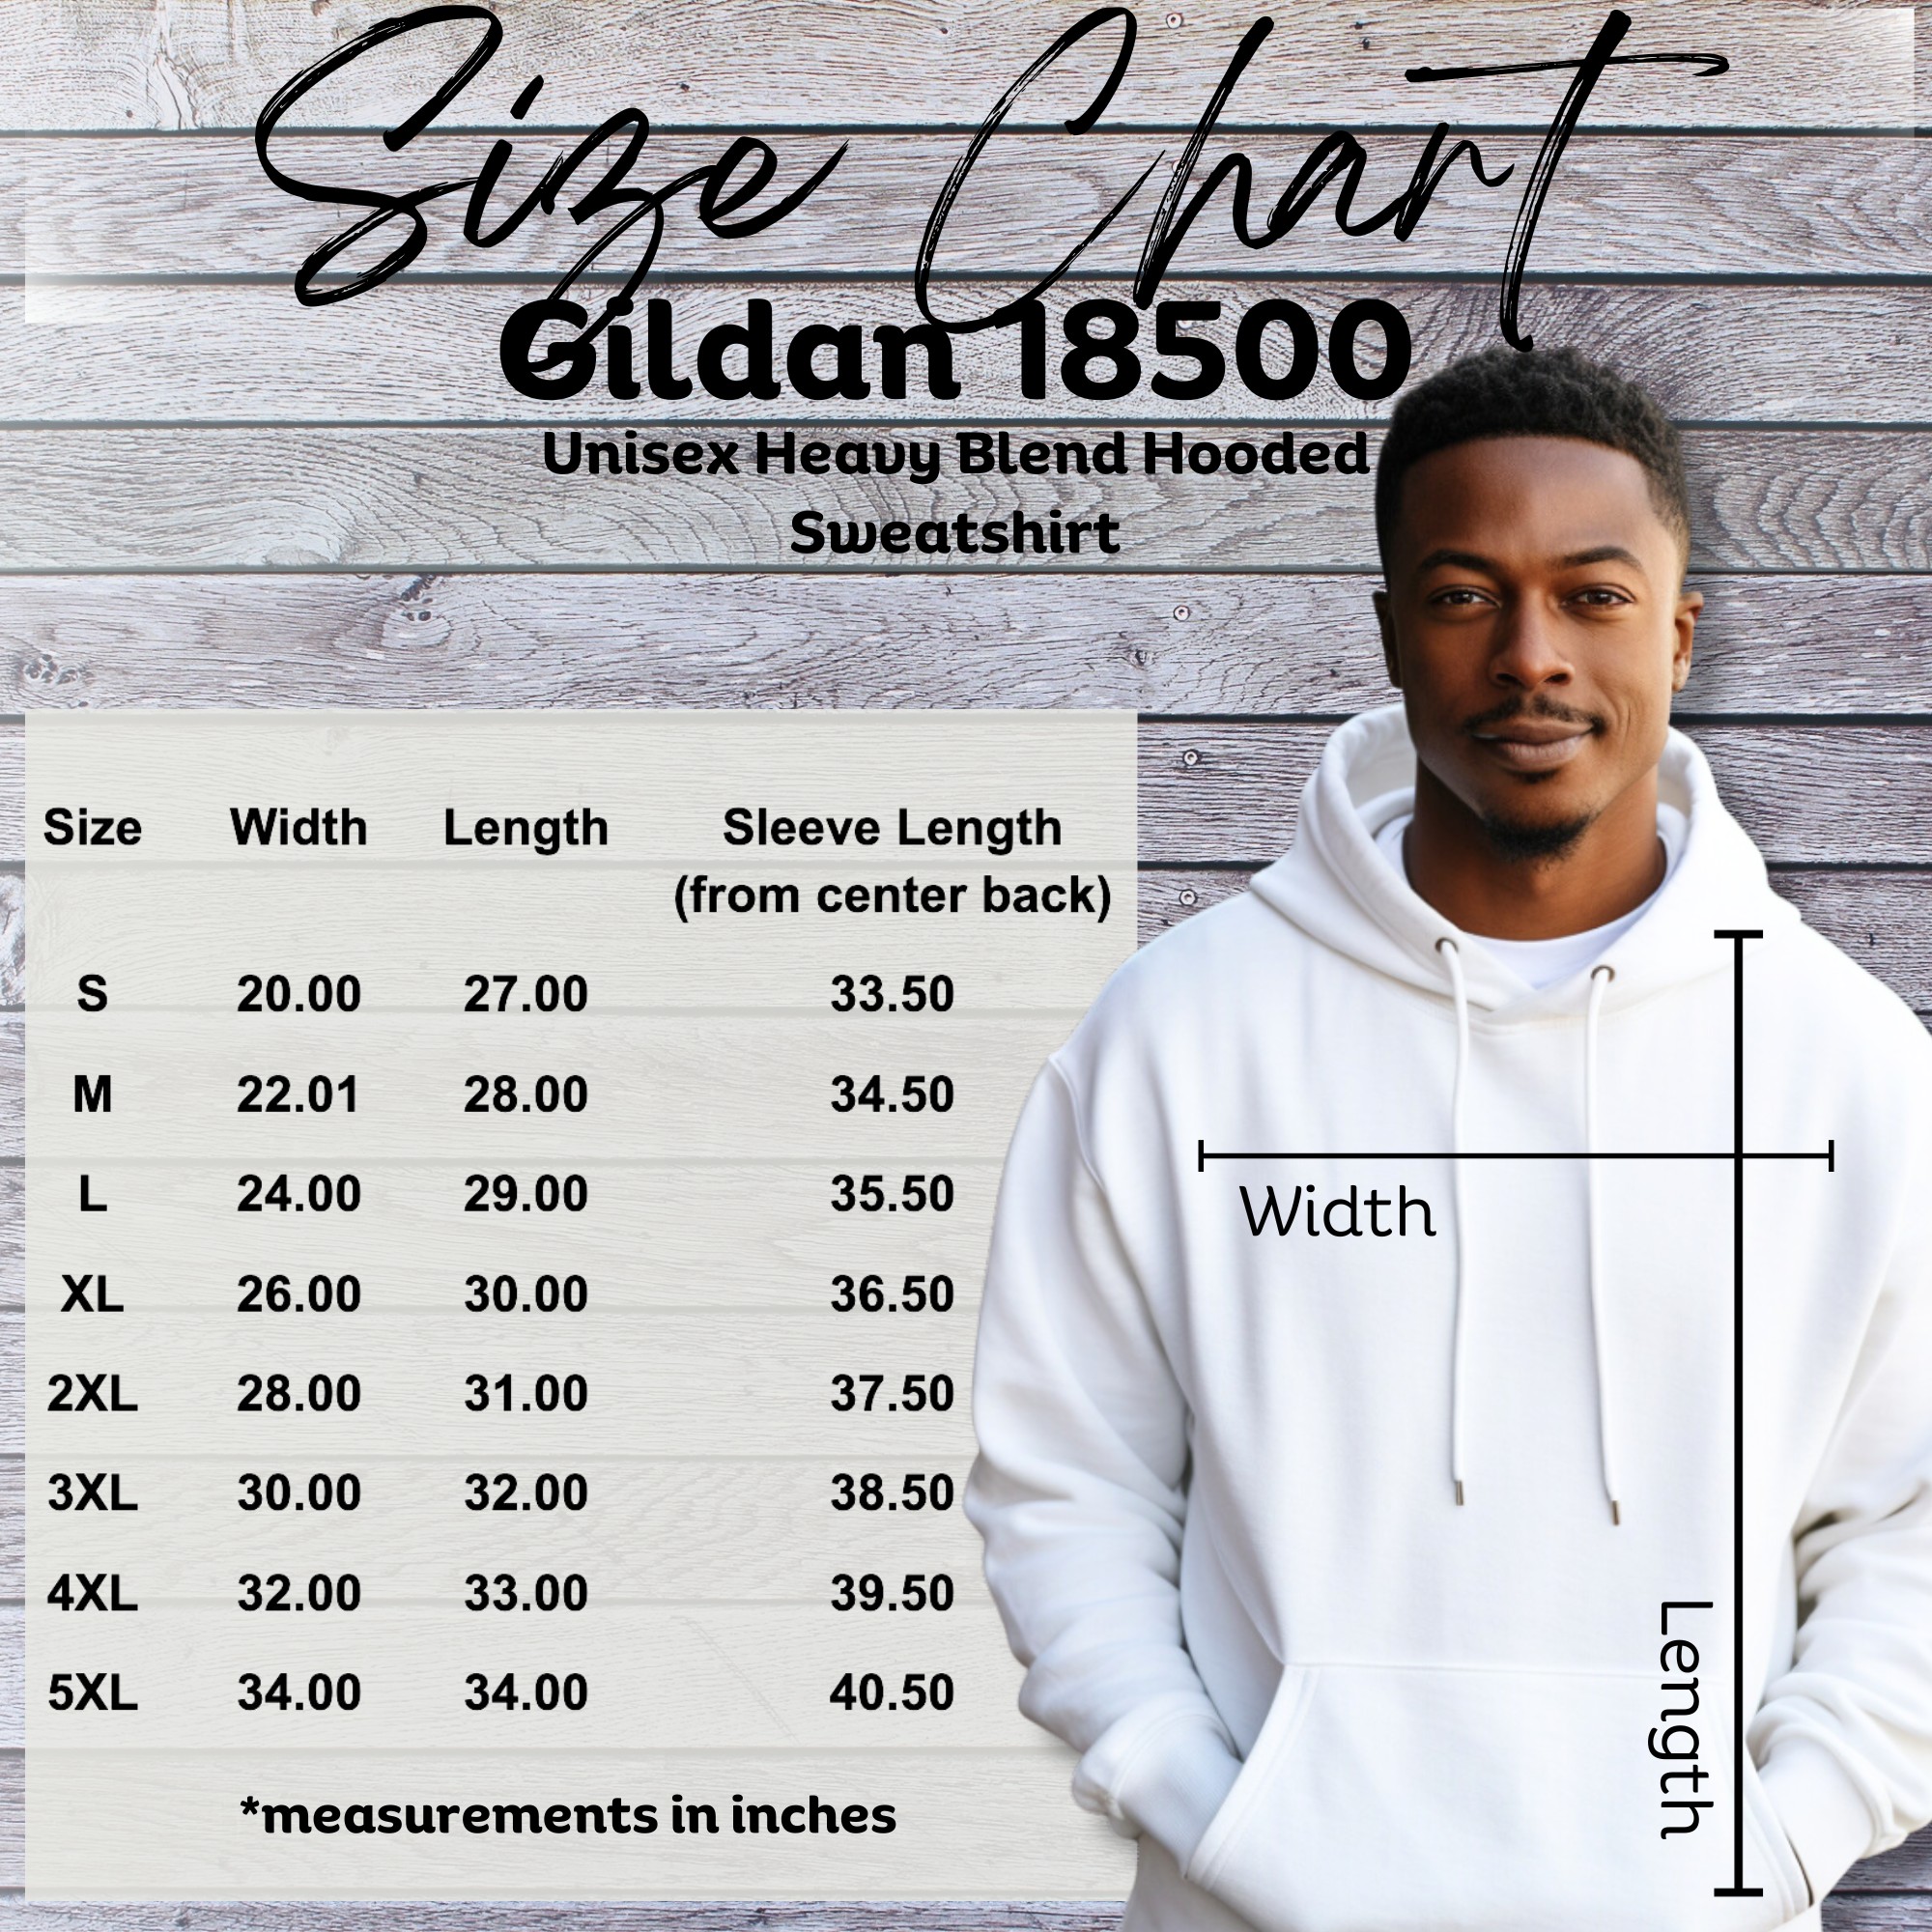 Size Chart
Gildan 18500
Unisex Heavy Blend Hooded
Sweatshirt
Size Width Length Sleeve Length
(from center back)
S 20.00 27.00 33.50
M 22.01 28.00 34.50
L 24.00 29.00 35.50
XL 26.00 30.00 36.50
2XL 28.00 31.00 37.50
3XL 30.00 32.00 38.50
4XL 32.00 33.00 39.50
5XL 34.00 34.00 40.50
*measurements in inches
Width
Length